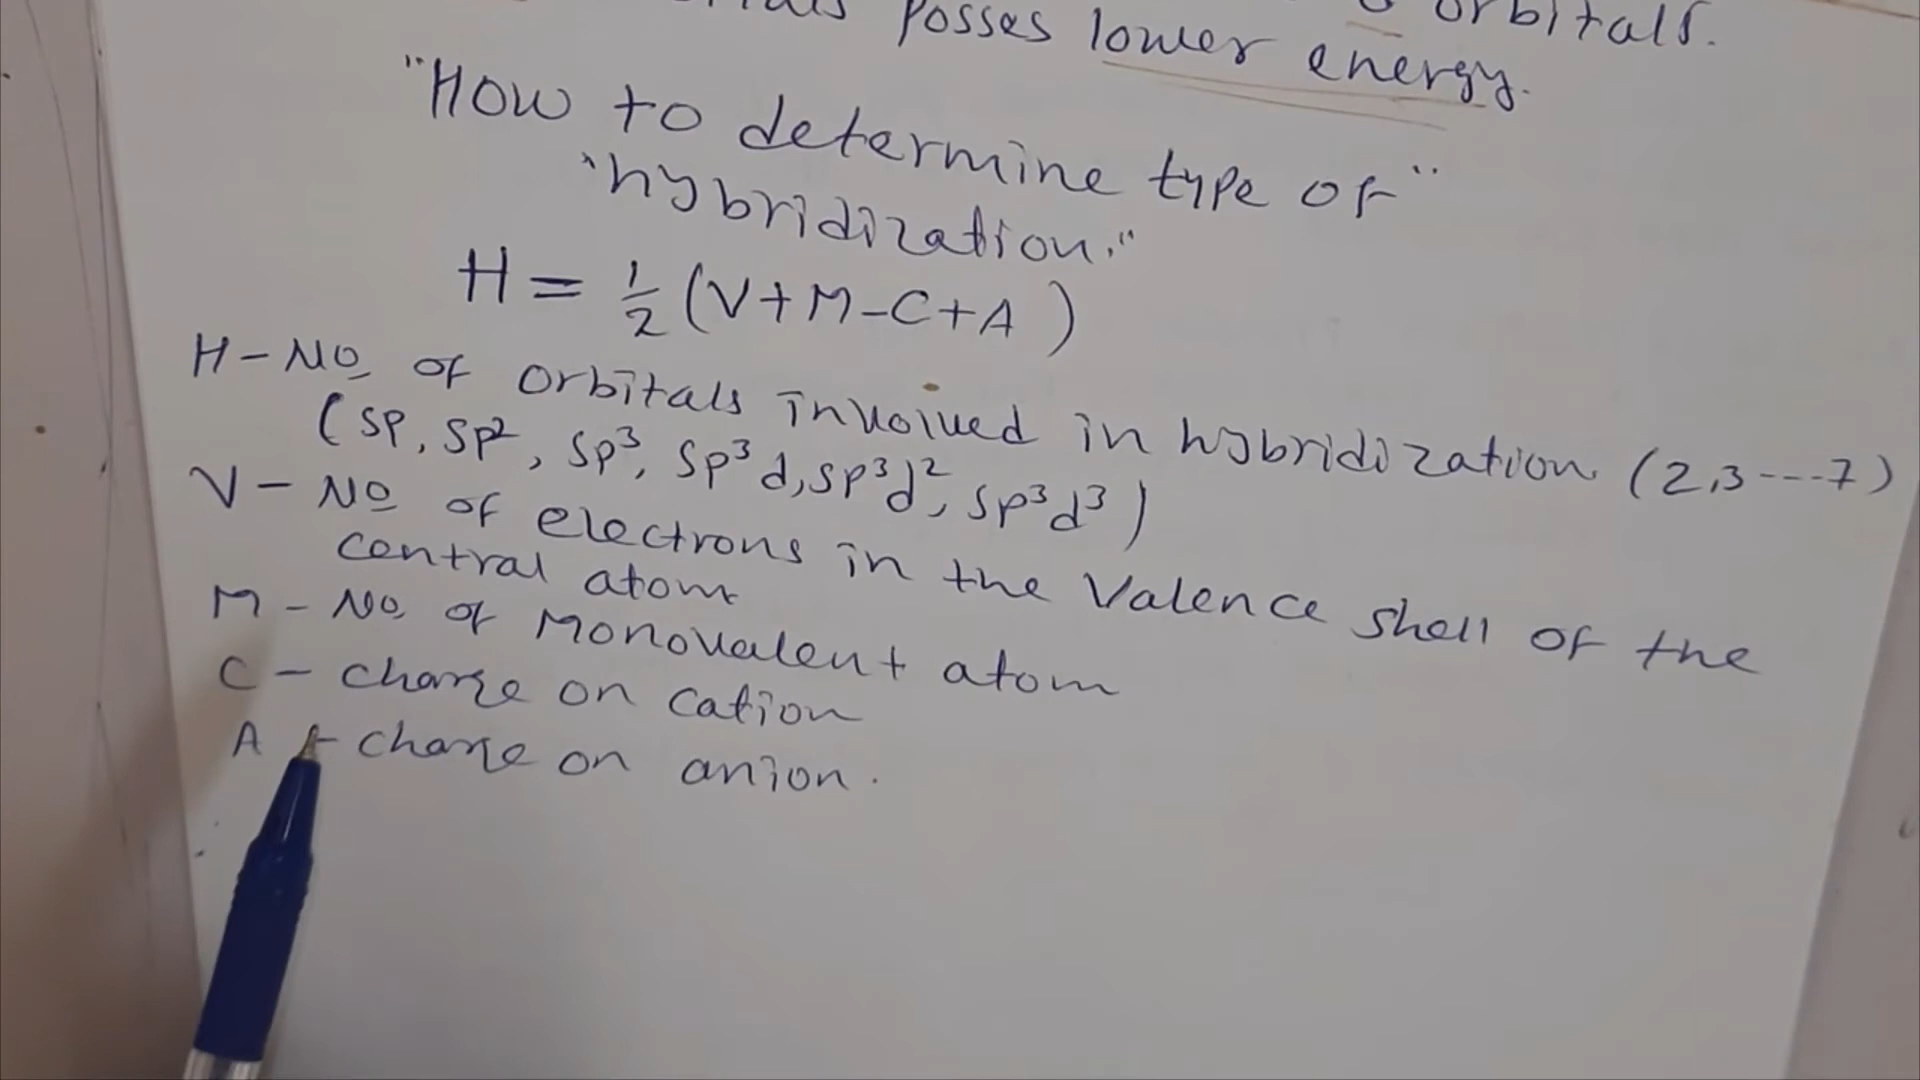 posses lower energy.
orbitals.
"How to determine type of"
"hybridization."
H = 1/2 (V+M-C+A)
H - No of orbitals involved in hybridization (2,3---7)
(sp, sp², sp³, sp³d, sp³d², sp³d³)
V - No of electrons in the valence shell of the
central atom
M - No. of Monovalent atom
C - charge on cation
A - charge on anion.